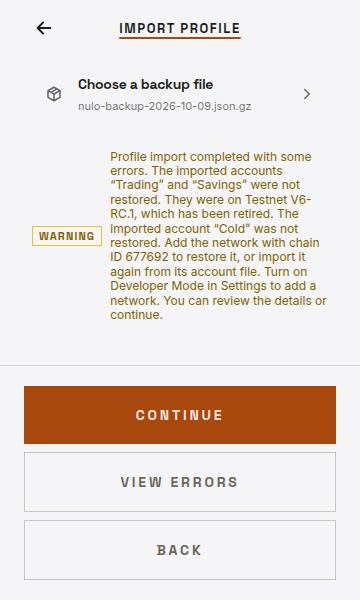 IMPORT PROFILE
Choose a backup file
nulo-backup-2026-10-09.json.gz
WARNING
Profile import completed with some
errors. The imported accounts
“Trading” and “Savings” were not
restored. They were on Testnet V6-
RC.1, which has been retired. The
imported account “Cold” was not
restored. Add the network with chain
ID 677692 to restore it, or import it
again from its account file. Turn on
Developer Mode in Settings to add a
network. You can review the details or
continue.
CONTINUE
VIEW ERRORS
BACK